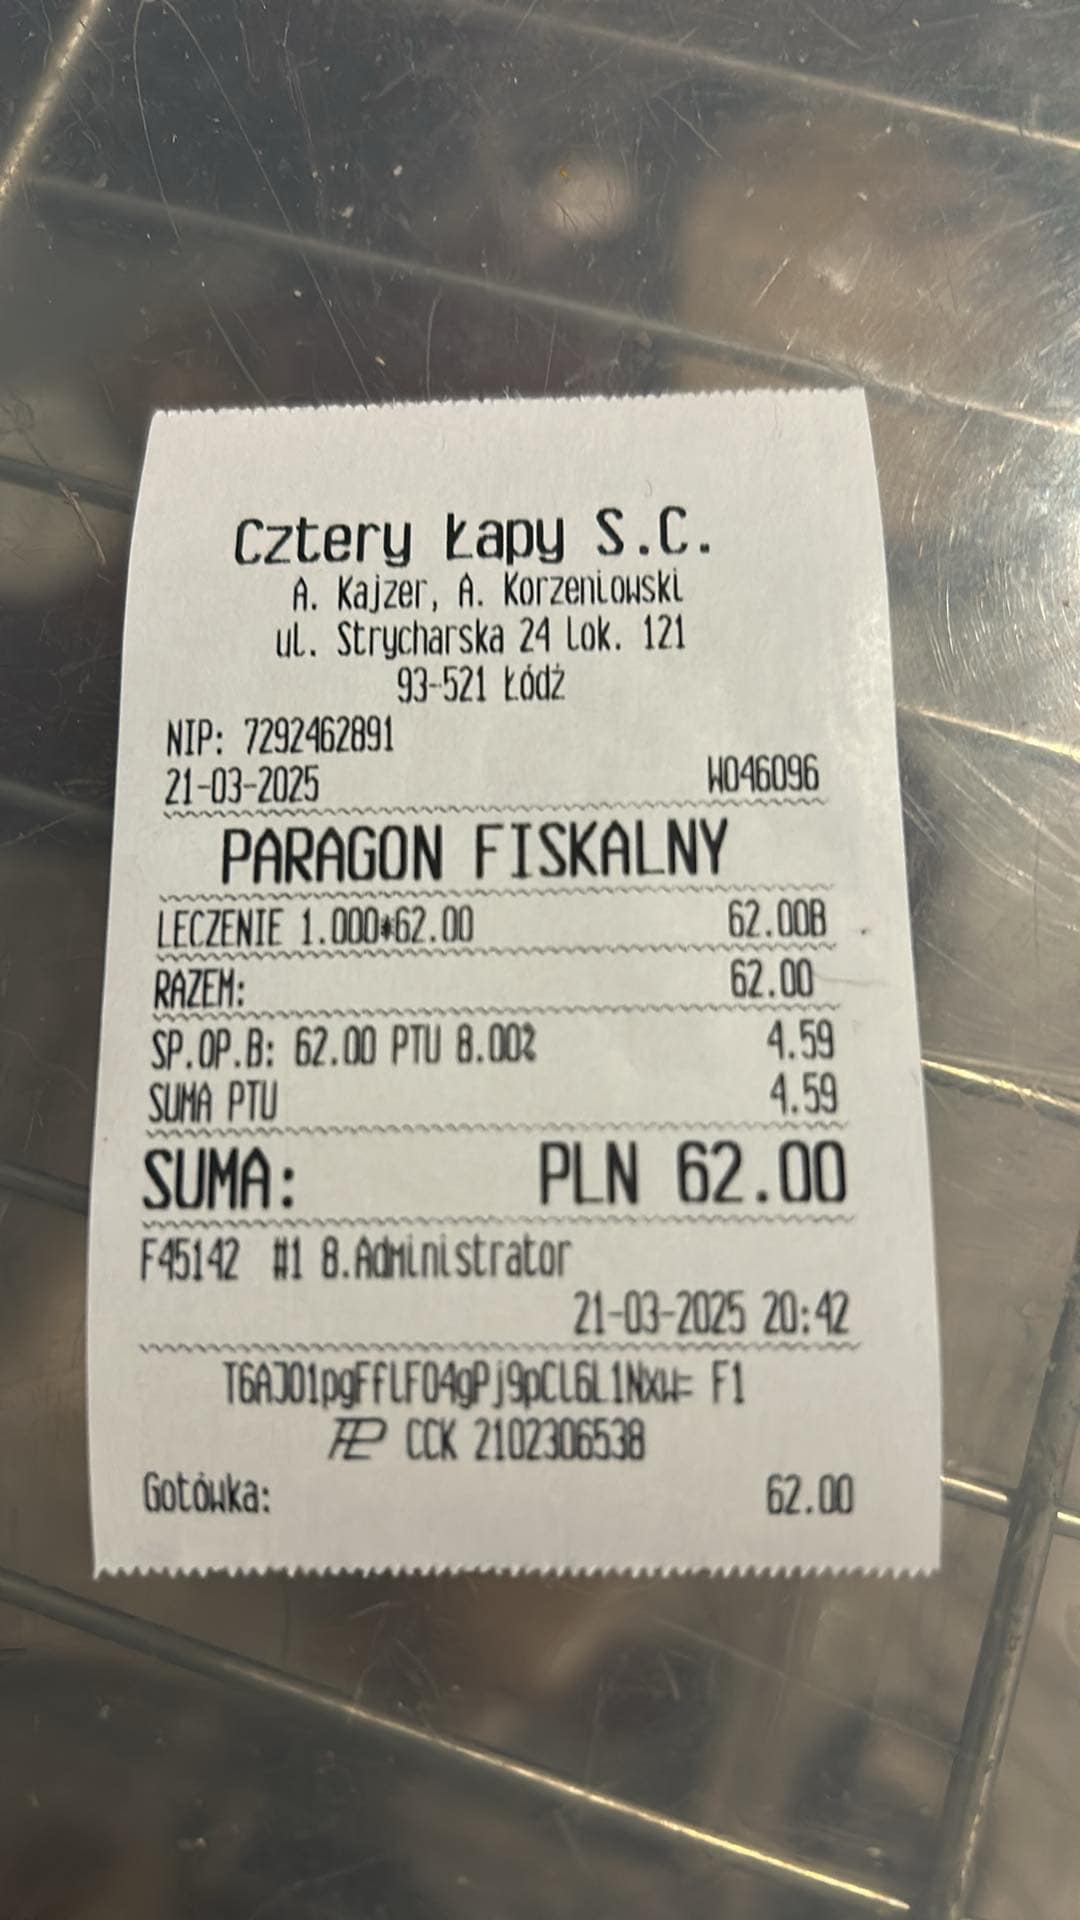 Cztery Łapy S.C.
A. Kajzer, A. Korzeniowski
ul. Strycharska 24 lok. 121
93-521 Łódź
NIP: 7292462891
21-03-2025 W046096
PARAGON FISKALNY
LECZENIE 1.000*62.00 62.00B
RAZEM: 62.00
SP.OP.B: 62.00 PTU 8.00% 4.59
SUMA PTU 4.59
SUMA: PLN 62.00
F45142 #1 8.Administrator
21-03-2025 20:42
T6AJO1pgFflFO4gPj9pCl6L1Nxw= F1
CCK 2102306538
Gotówka: 62.00